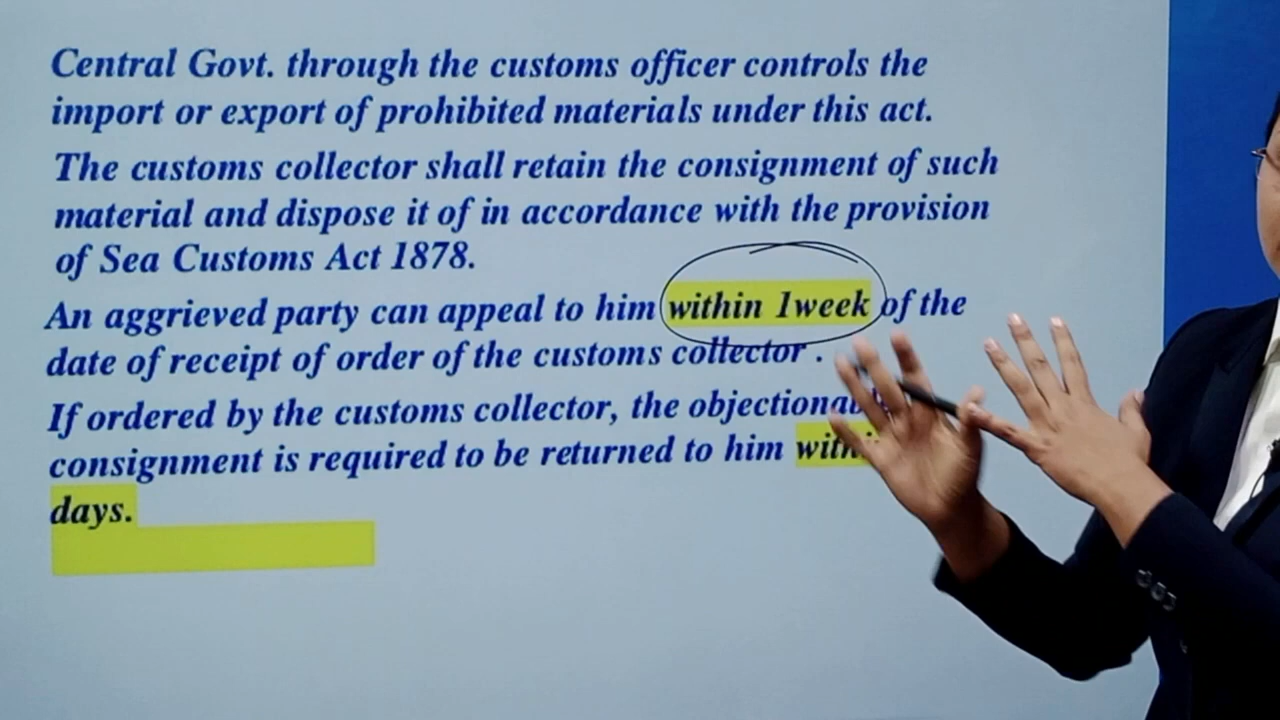 Central Govt. through the customs officer controls the
import or export of prohibited materials under this act.
The customs collector shall retain the consignment of such
material and dispose it of in accordance with the provision
of Sea Customs Act 1878.
An aggrieved party can appeal to him within 1week of the
date of receipt of order of the customs collector .
If ordered by the customs collector, the
consignment is required to be returned to him
days.